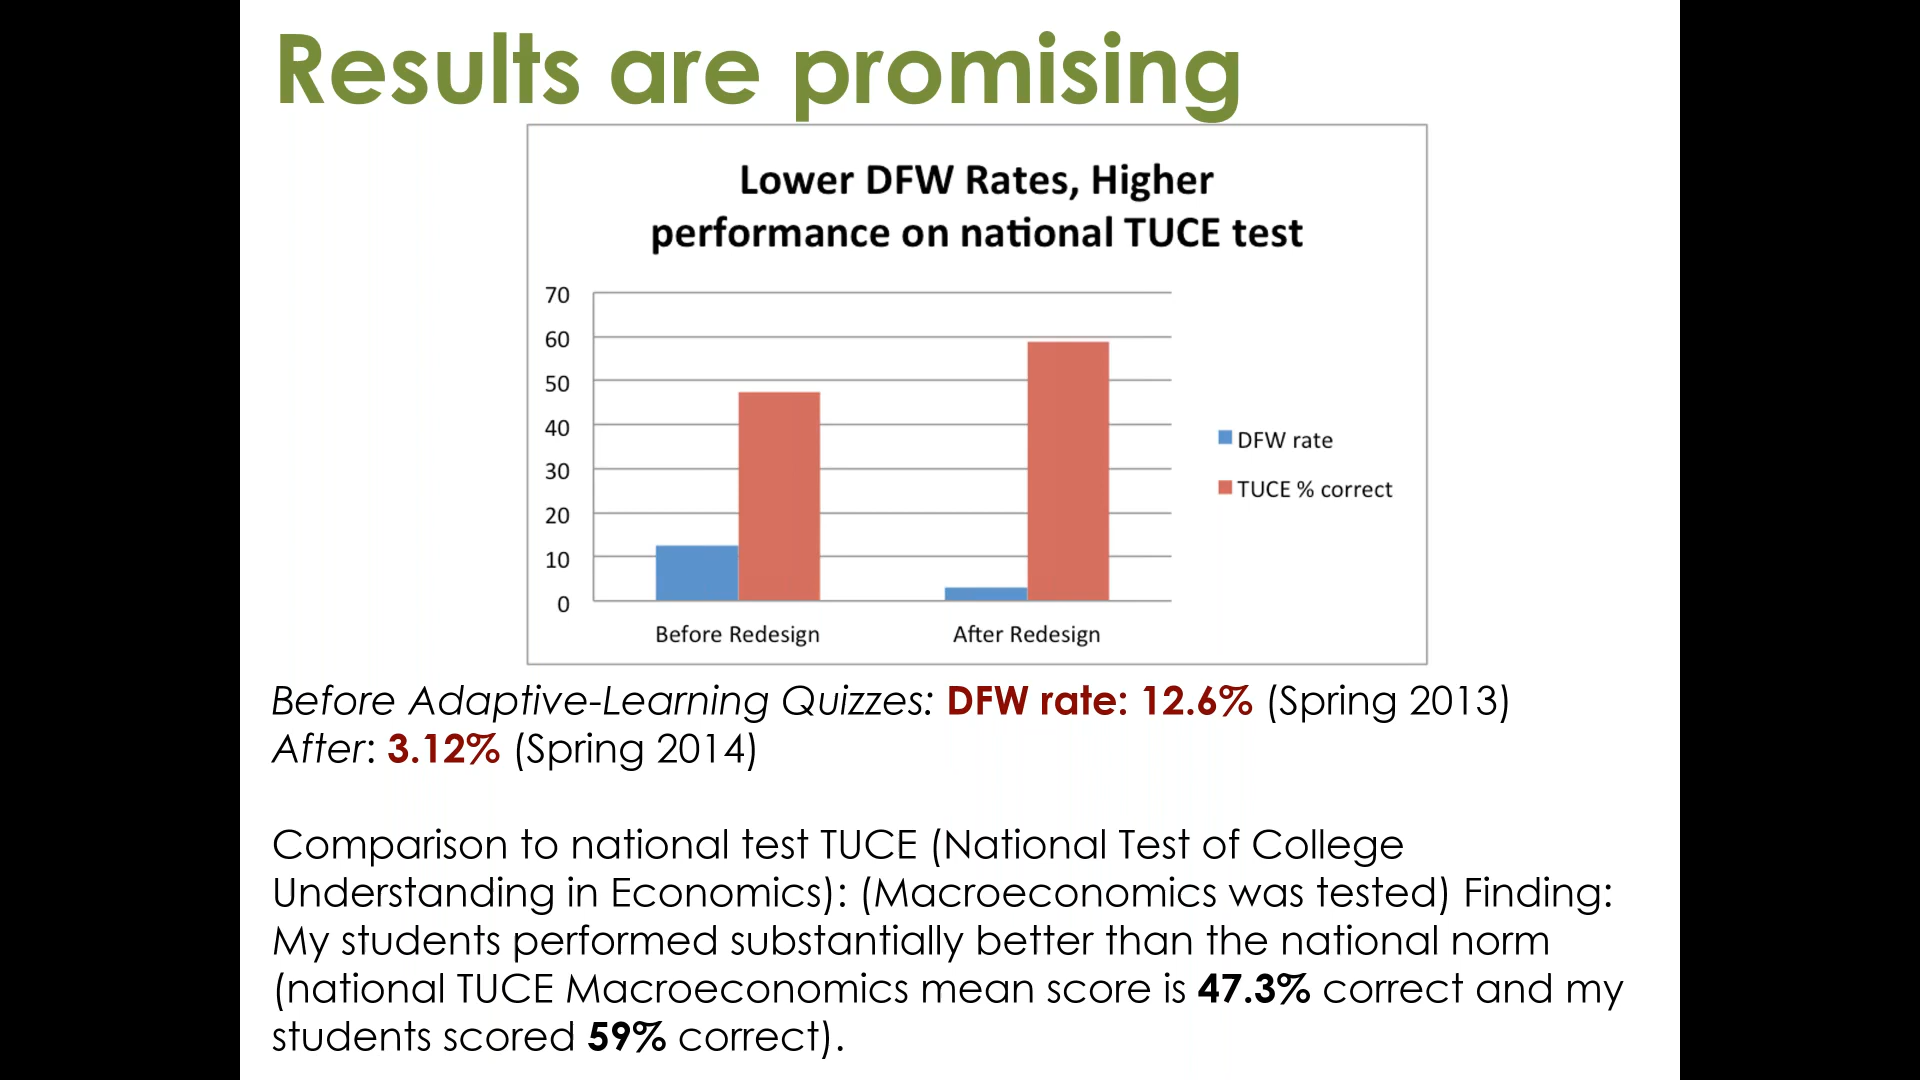 Results are promising
Lower DFW Rates, Higher
performance on national TUCE test
70
60
50
40
30
20
10
0
DFW rate
TUCE % correct
Before Redesign
After Redesign
Before Adaptive-Learning Quizzes: DFW rate: 12.6% (Spring 2013)
After: 3.12% (Spring 2014)
Comparison to national test TUCE (National Test of College
Understanding in Economics): (Macroeconomics was tested) Finding:
My students performed substantially better than the national norm
(national TUCE Macroeconomics mean score is 47.3% correct and my
students scored 59% correct).